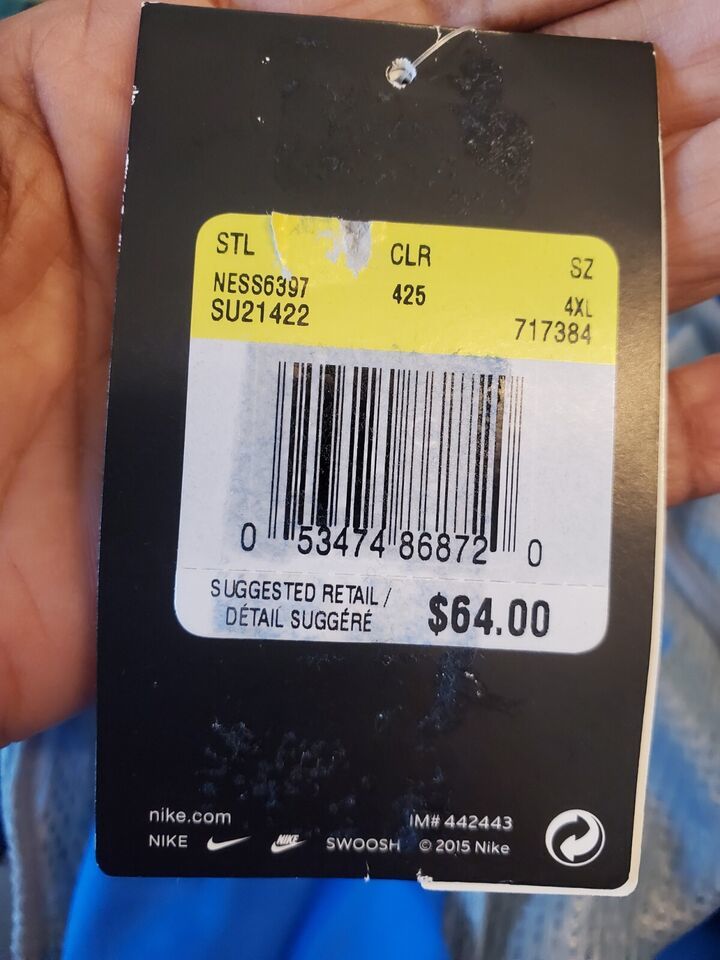 STL CLR SZ
NESS6397 425 4XL
SU21422 717384
0 53474 86872 0
SUGGESTED RETAIL /
DÉTAIL SUGGÉRÉ $64.00
nike.com IM# 442443
NIKE NIKE SWOOSH © 2015 Nike